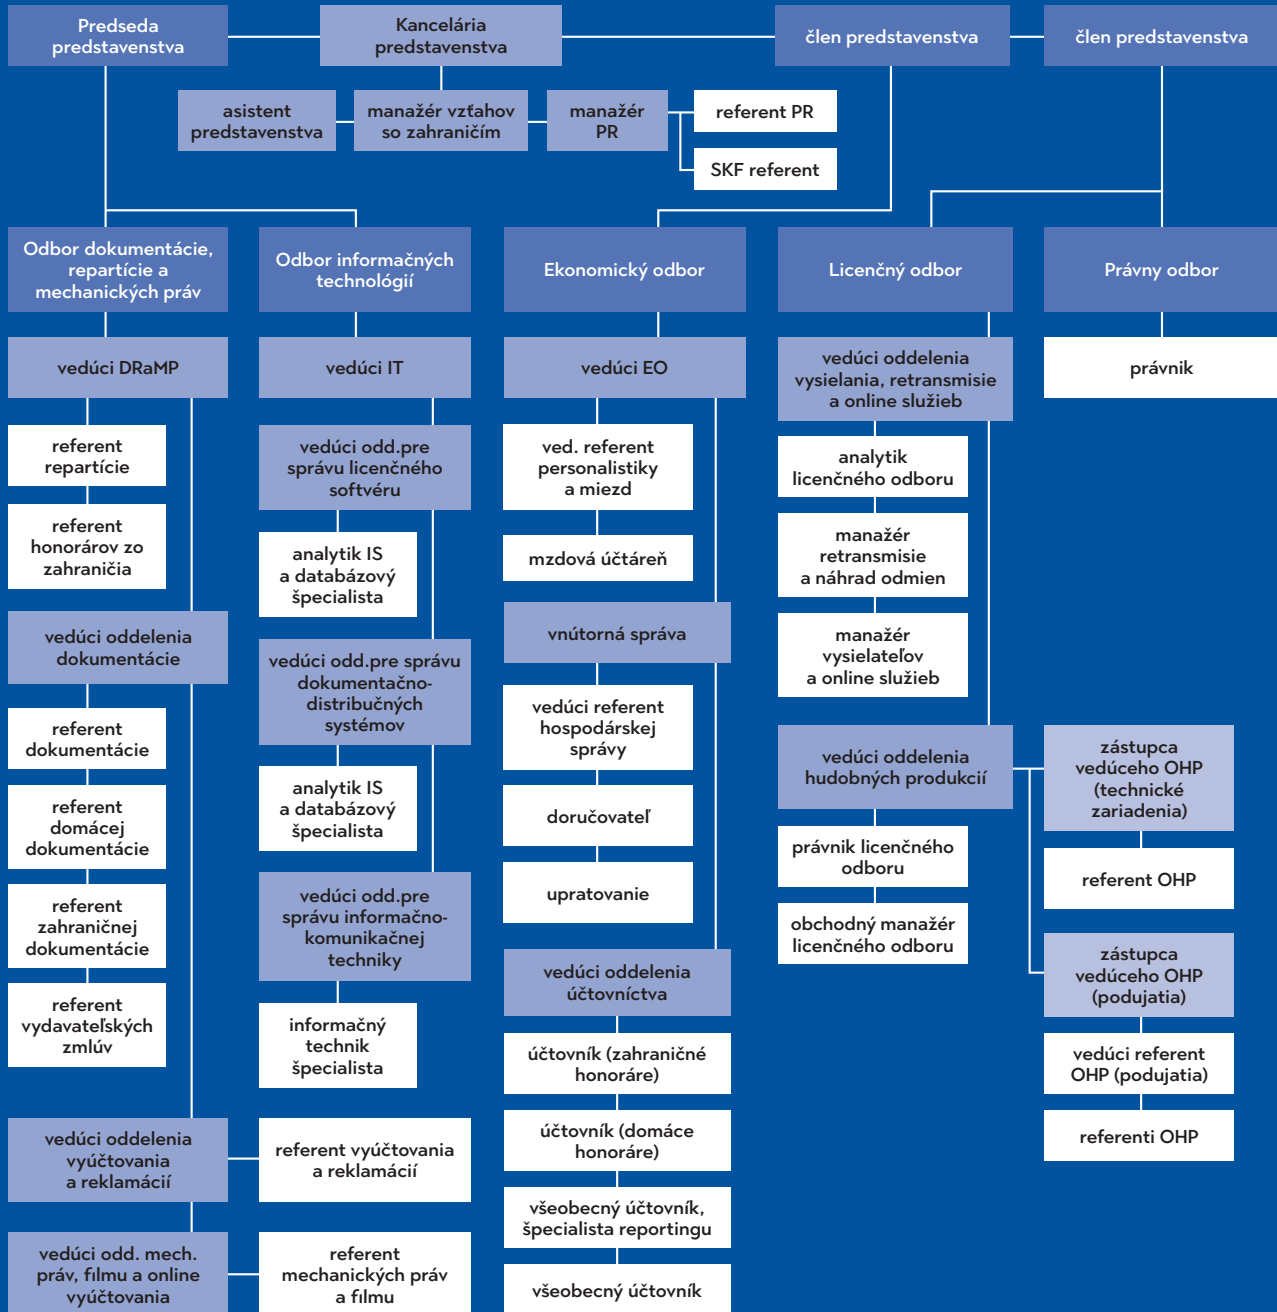 Predseda
predstavenstva
Kancelária
predstavenstva
člen predstavenstva
člen predstavenstva
asistent
predstavenstva
manažér vzťahov
so zahraničím
manažér
PR
referent PR
SKF referent
Odbor dokumentácie,
repartície a
mechanických práv
Odbor informačných
technológií
Ekonomický odbor
Licenčný odbor
Právny odbor
vedúci DRaMP
referent
repartície
referent
honorárov zo
zahraničia
vedúci oddelenia
dokumentácie
referent
dokumentácie
referent
domácej
dokumentácie
referent
zahraničnej
dokumentácie
referent
vydavateľských
zmlúv
vedúci oddelenia
vyúčtovania
a reklamácií
referent vyúčtovania
a reklamácií
vedúci odd. mech.
práv, filmu a online
vyúčtovania
referent
mechanických práv
a filmu
vedúci IT
vedúci odd.pre
správu licenčného
softvéru
analytik IS
a databázový
špecialista
vedúci odd.pre správu
dokumentačno-
distribučných
systémov
analytik IS
a databázový
špecialista
vedúci odd.pre
správu informačno-
komunikačnej
techniky
informačný
technik
špecialista
vedúci EO
ved. referent
personalistiky
a miezd
mzdová účtáreň
vnútorná správa
vedúci referent
hospodárskej
správy
doručovateľ
upratovanie
vedúci oddelenia
účtovníctva
účtovník (zahraničné
honoráre)
účtovník (domáce
honoráre)
všeobecný účtovník,
špecialista reportingu
všeobecný účtovník
vedúci oddelenia
vysielania, retransmisie
a online služieb
analytik
licenčného odboru
manažér
retransmisie
a náhrad odmien
manažér
vysielateľov
a online služieb
vedúci oddelenia
hudobných produkcií
právnik licenčného
odboru
obchodný manažér
licenčného odboru
právnik
zástupca
vedúceho OHP
(technické
zariadenia)
referent OHP
zástupca
vedúceho OHP
(podujatia)
vedúci referent
OHP (podujatia)
referenti OHP